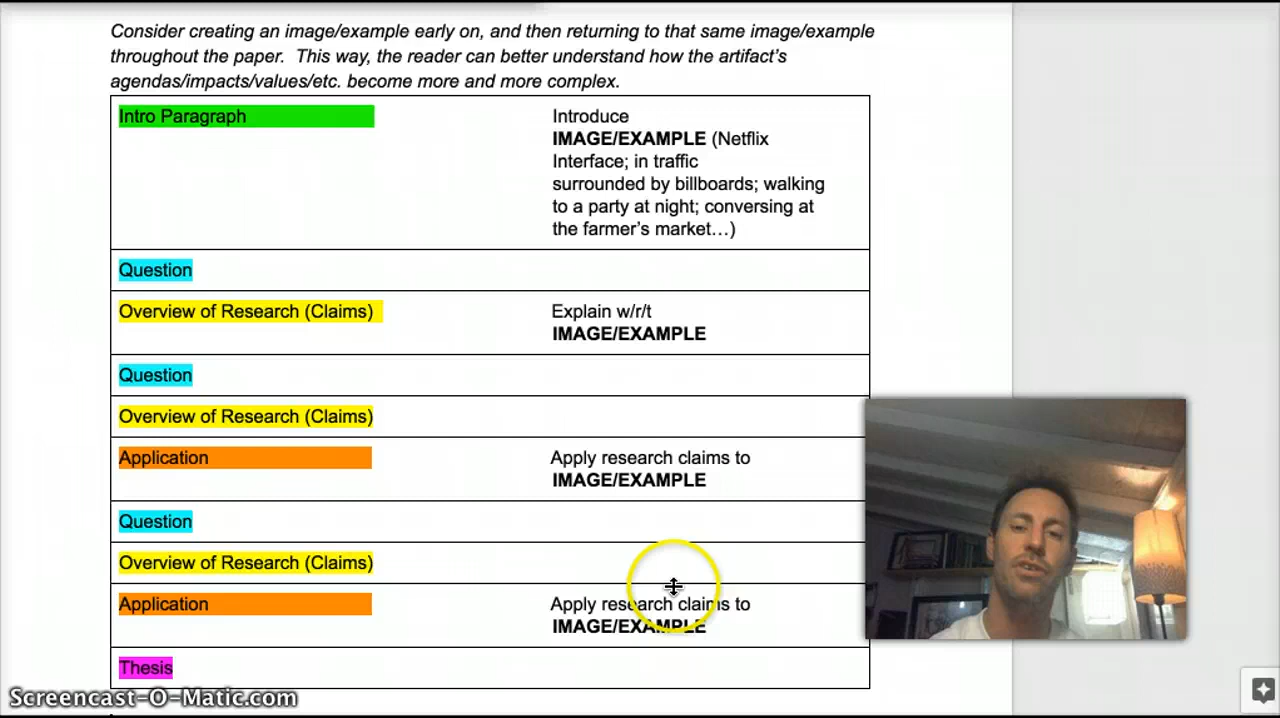 Consider creating an image/example early on, and then returning to that same image/example
throughout the paper.  This way, the reader can better understand how the artifact's
agendas/impacts/values/etc. become more and more complex.
Intro Paragraph
Introduce
IMAGE/EXAMPLE (Netflix
Interface; in traffic
surrounded by billboards; walking
to a party at night; conversing at
the farmer's market…)
Question
Overview of Research (Claims)
Explain w/r/t
IMAGE/EXAMPLE
Question
Overview of Research (Claims)
Application
Apply research claims to
IMAGE/EXAMPLE
Question
Overview of Research (Claims)
Application
Apply research claims to
IMAGE/EXAMPLE
Thesis
Screencast-O-Matic.com